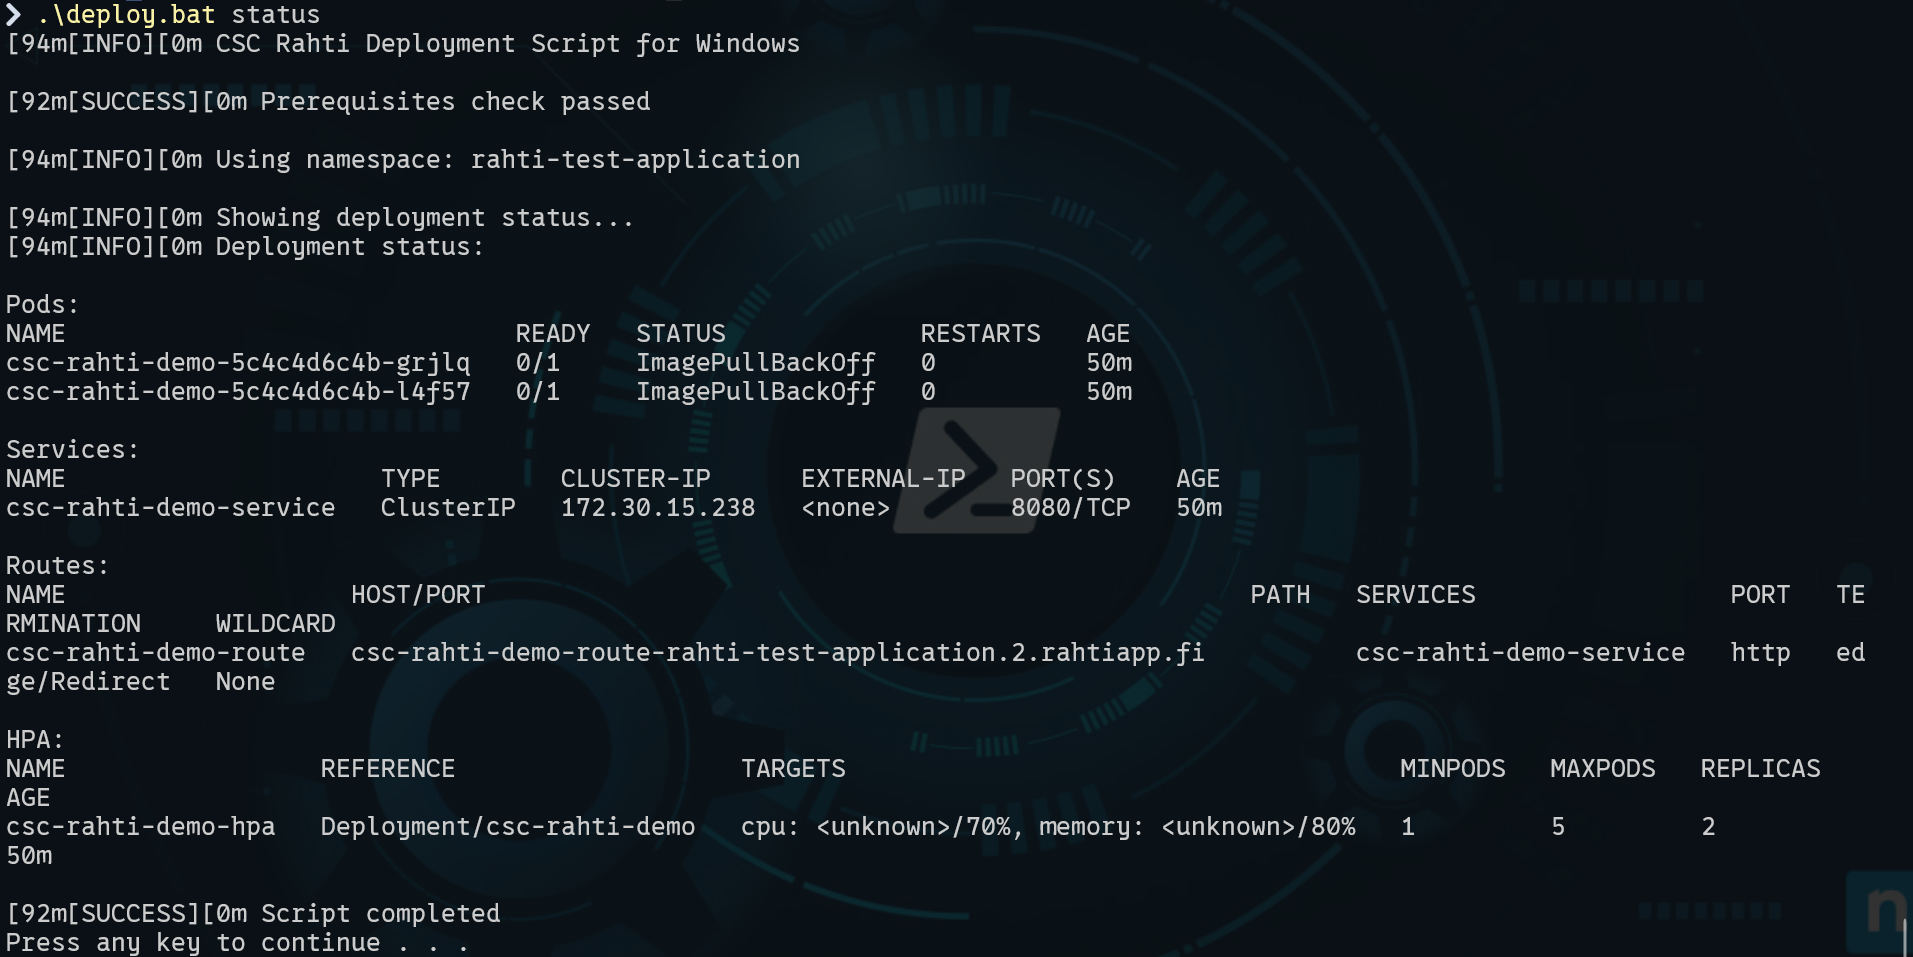 ❯ .\deploy.bat status
[94m[INFO][0m CSC Rahti Deployment Script for Windows
[92m[SUCCESS][0m Prerequisites check passed
[94m[INFO][0m Using namespace: rahti-test-application
[94m[INFO][0m Showing deployment status...
[94m[INFO][0m Deployment status:
Pods:
NAME READY STATUS RESTARTS AGE
csc-rahti-demo-5c4c4d6c4b-grjlq 0/1 ImagePullBackOff 0 50m
csc-rahti-demo-5c4c4d6c4b-l4f57 0/1 ImagePullBackOff 0 50m
Services:
NAME TYPE CLUSTER-IP EXTERNAL-IP PORT(S) AGE
csc-rahti-demo-service ClusterIP 172.30.15.238 <none> 8080/TCP 50m
Routes:
NAME HOST/PORT PATH SERVICES PORT TE
RMINATION WILDCARD
csc-rahti-demo-route csc-rahti-demo-route-rahti-test-application.2.rahtiapp.fi csc-rahti-demo-service http ed
ge/Redirect None
HPA:
NAME REFERENCE TARGETS MINPODS MAXPODS REPLICAS
AGE
csc-rahti-demo-hpa Deployment/csc-rahti-demo cpu: <unknown>/70%, memory: <unknown>/80% 1 5 2
50m
[92m[SUCCESS][0m Script completed
Press any key to continue . . .
n